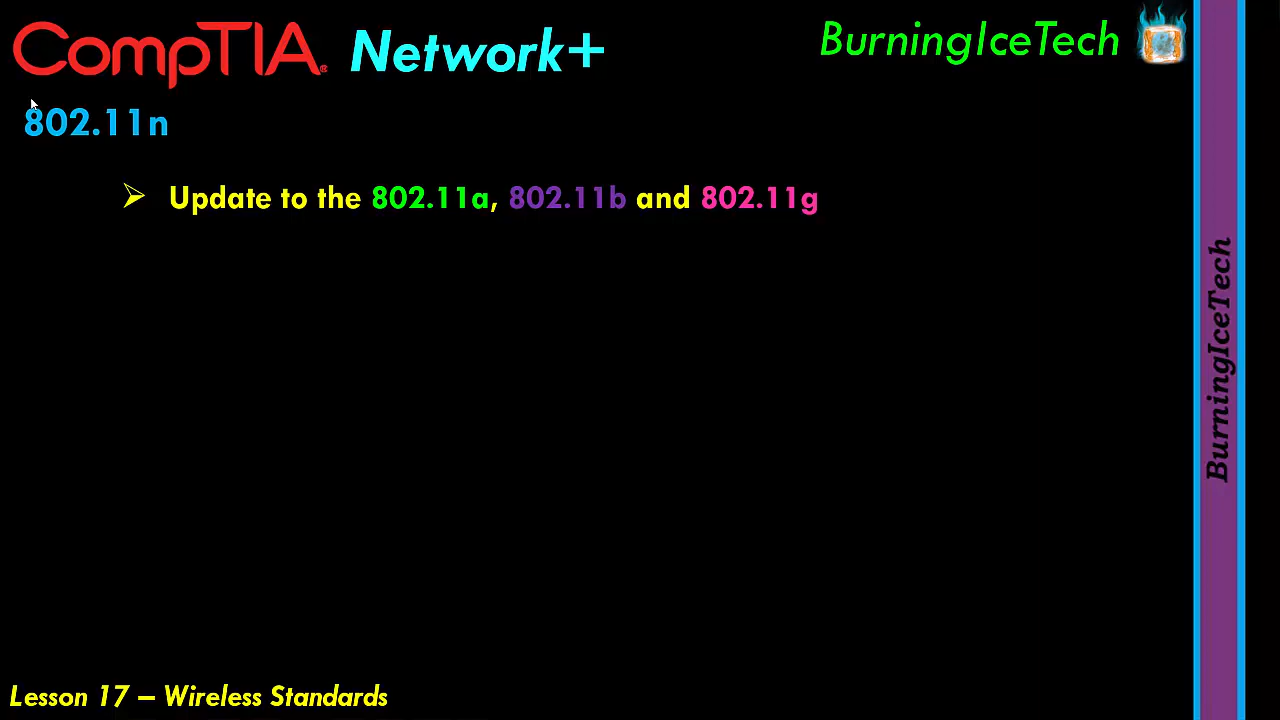 CompTIA® Network+
BurningIceTech
802.11n
➢ Update to the 802.11a, 802.11b and 802.11g
BurningIceTech
Lesson 17 – Wireless Standards